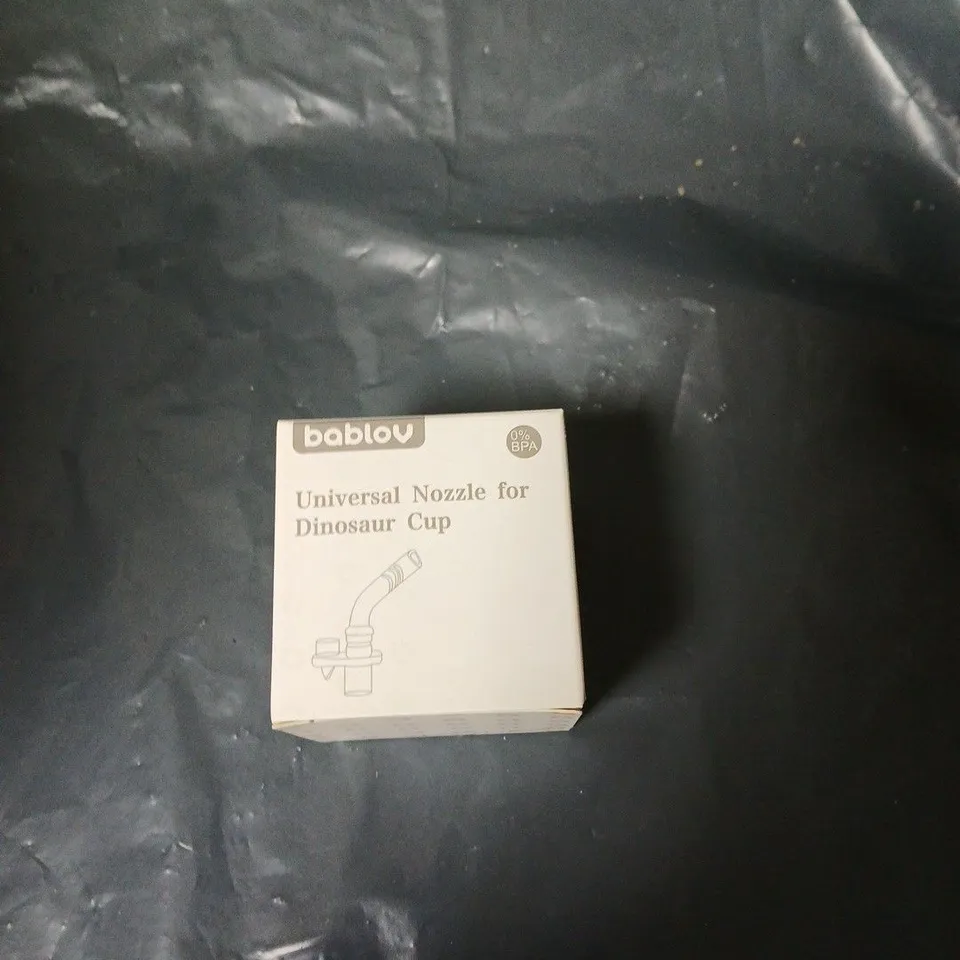 bablov
0%
BPA
Universal Nozzle for
Dinosaur Cup